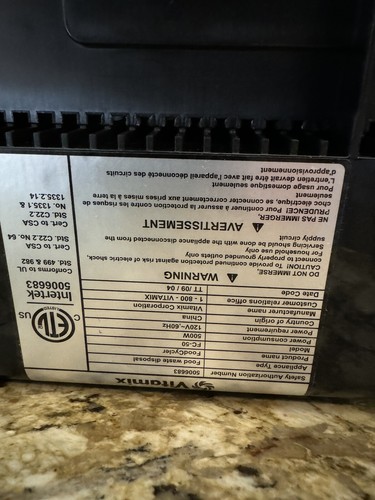 Vitamix
Safety Authorization Number 5006683
Appliance Type Food waste disposal
Product name FoodCycler
Model name FC-50
Power consumption 500W
Power requirement 120V~,60Hz
Country of origin China
Manufacturer name Vitamix Corporation
Customer relations office 1 - 800 - VITAMIX
Date Code TT /09 / 04
WARNING
DO NOT IMMERSE.
CAUTION! To provide continued protection against risk of electric shock,
connect to properly grounded outlets only.
For household use only
Servicing should be done with the appliance disconnected from the
supply circuit
AVERTISSEMENT
NE PAS IMMERGER.
PRUDENCE! Pour continuer à assurer la protection contre les risques de
choc électrique, se connecter correctement aux prises mises à la terre
seulement
Pour usage domestique seulement
L'entretien devrait être fait avec l'appareil déconnecté des circuits
d'approvisionnement
C ETL US
Intertek
5006683
Conforms to UL
Std. 499 & 982
Cert to CSA
Std. C22.2 No. 64
Cert. to CSA
Std. C22.2
No. 1335.1 &
1335.2.14